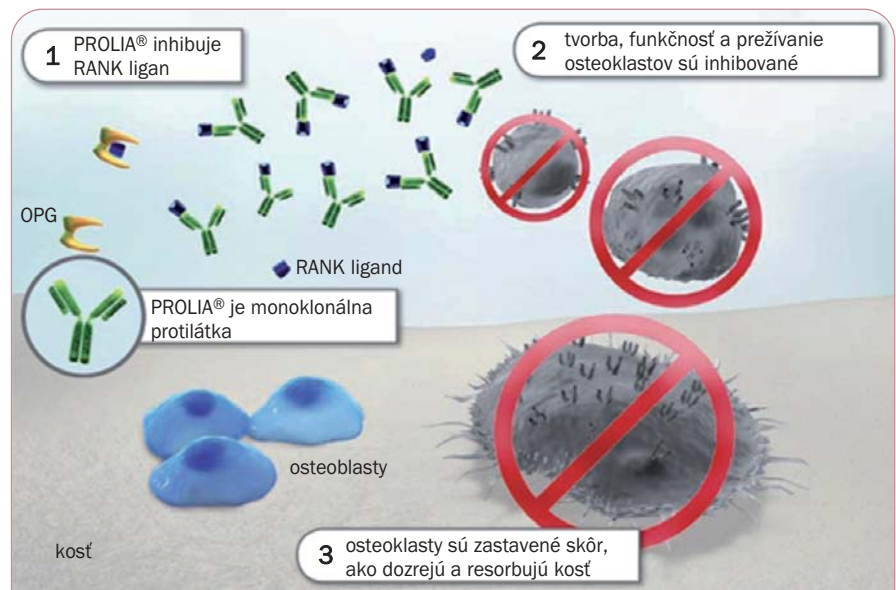 1 PROLIA® inhibuje
RANK ligan
2 tvorba, funkčnosť a prežívanie
osteoklastov sú inhibované
OPG
RANK ligand
PROLIA® je monoklonálna
protilátka
osteoblasty
kosť
3 osteoklasty sú zastavené skôr,
ako dozrejú a resorbujú kosť